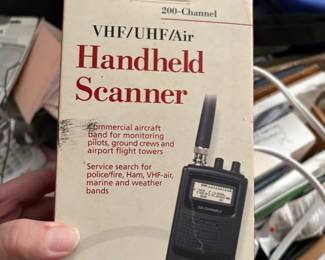 200-Channel
VHF/UHF/Air
Handheld
Scanner
Commercial aircraft
band for monitoring
pilots, ground crews and
airport flight towers
Service search for
police/fire, Ham, VHF-air,
marine and weather
bands